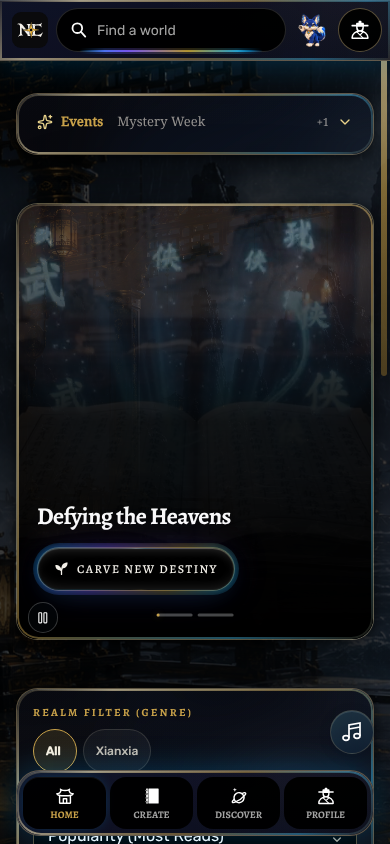 NE
Find a world
Events Mystery Week +1
武 侠 侠 我
武 侠 侠
Defying the Heavens
CARVE NEW DESTINY
REALM FILTER (GENRE)
All Xianxia
HOME CREATE DISCOVER PROFILE
Popularity (Most Reads)